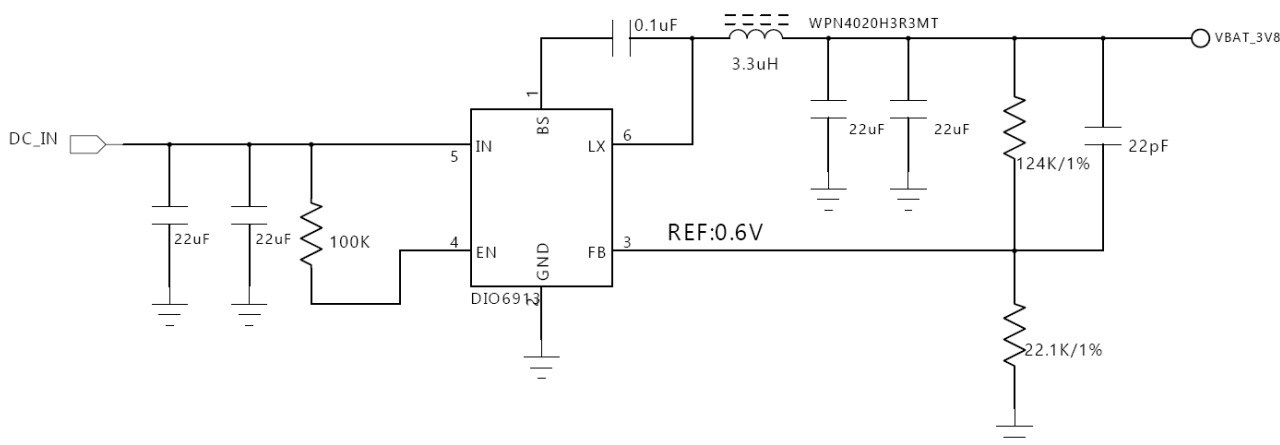 0.1uF
WPN4020H3R3MT
VBAT_3V8
3.3uH
1
BS
DC_IN
5
IN
LX
6
22uF
22uF
124K/1%
22pF
22uF
22uF
100K
4
EN
GND
FB
3
REF:0.6V
DIO6913
2
22.1K/1%